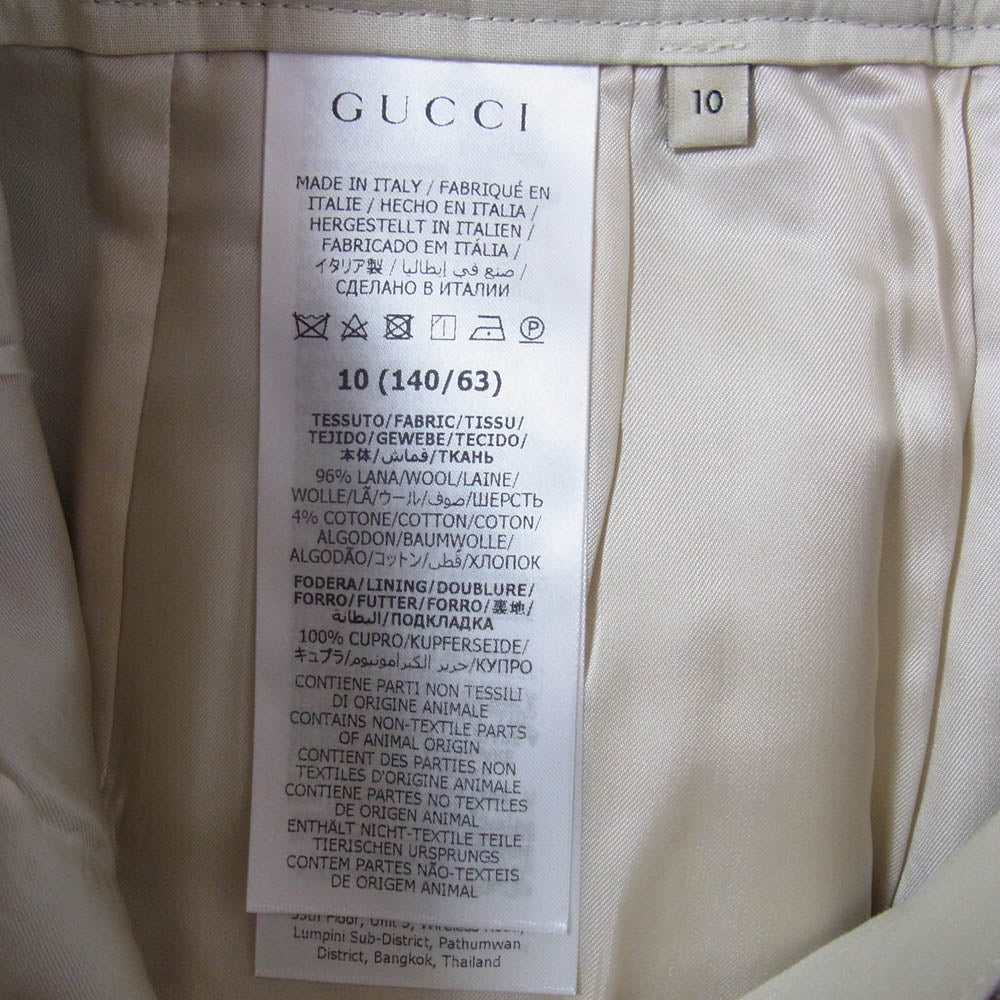 GUCCI
10
MADE IN ITALY / FABRIQUÉ EN
ITALIE / HECHO EN ITALIA /
HERGESTELLT IN ITALIEN /
FABRICADO EM ITÁLIA /
イタリア製 / صنع في إيطاليا /
СДЕЛАНО В ИТАЛИИ
P
10 (140/63)
TESSUTO/FABRIC/TISSU/
TEJIDO/GEWEBE/TECIDO/
本体/قماش/ТКАНЬ
96% LANA/WOOL/LAINE/
WOLLE/LÃ/ウール/صوف/ШЕРСТЬ
4% COTONE/COTTON/COTON/
ALGODON/BAUMWOLLE/
ALGODÃO/コットン/قطن/ХЛОПОК
FODERA/LINING/DOUBLURE/
FORRO/FUTTER/FORRO/裏地/
البطانة/ПОДКЛАДКА
100% CUPRO/KUPFERSEIDE/
キュプラ/حرير الكبرامونيوم/КУПРО
CONTIENE PARTI NON TESSILI
DI ORIGINE ANIMALE
CONTAINS NON-TEXTILE PARTS
OF ANIMAL ORIGIN
CONTIENT DES PARTIES NON
TEXTILES D'ORIGINE ANIMALE
CONTIENE PARTES NO TEXTILES
DE ORIGEN ANIMAL
ENTHÄLT NICHT-TEXTILE TEILE
TIERISCHEN URSPRUNGS
CONTEM PARTES NÃO-TEXTEIS
DE ORIGEM ANIMAL
Floor, Unit
Lumpini Sub-District, Pathumwan
District, Bangkok, Thailand